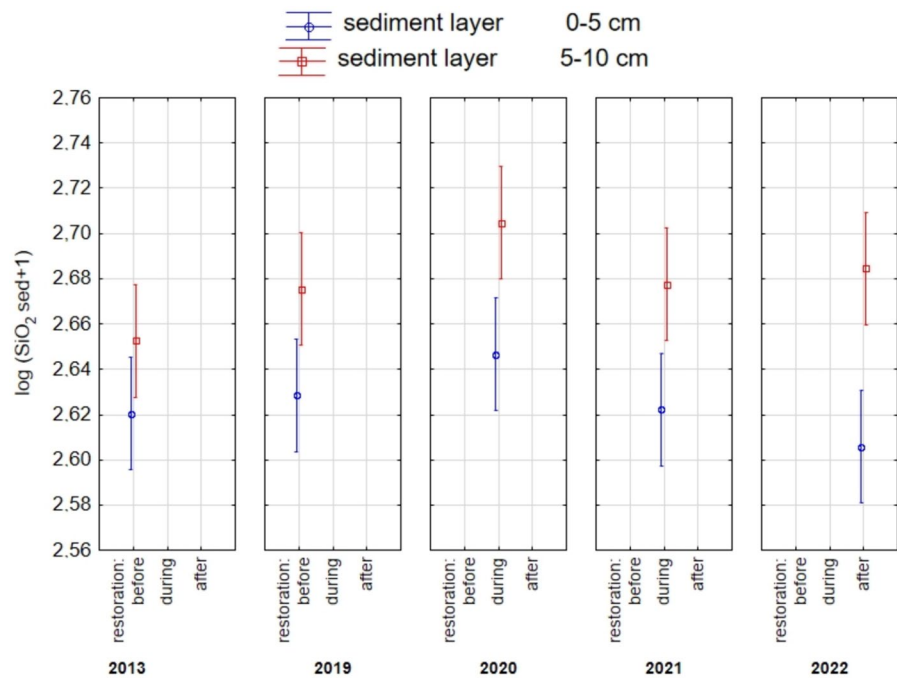 sediment layer 0-5 cm
sediment layer 5-10 cm
log (SiO₂ sed+1)
2,76
2,74
2,72
2,70
2,68
2,66
2,64
2,62
2,60
2,58
2,56
restoration: before during after
restoration: before during after
restoration: before during after
restoration: before during after
restoration: before during after
2013 2019 2020 2021 2022